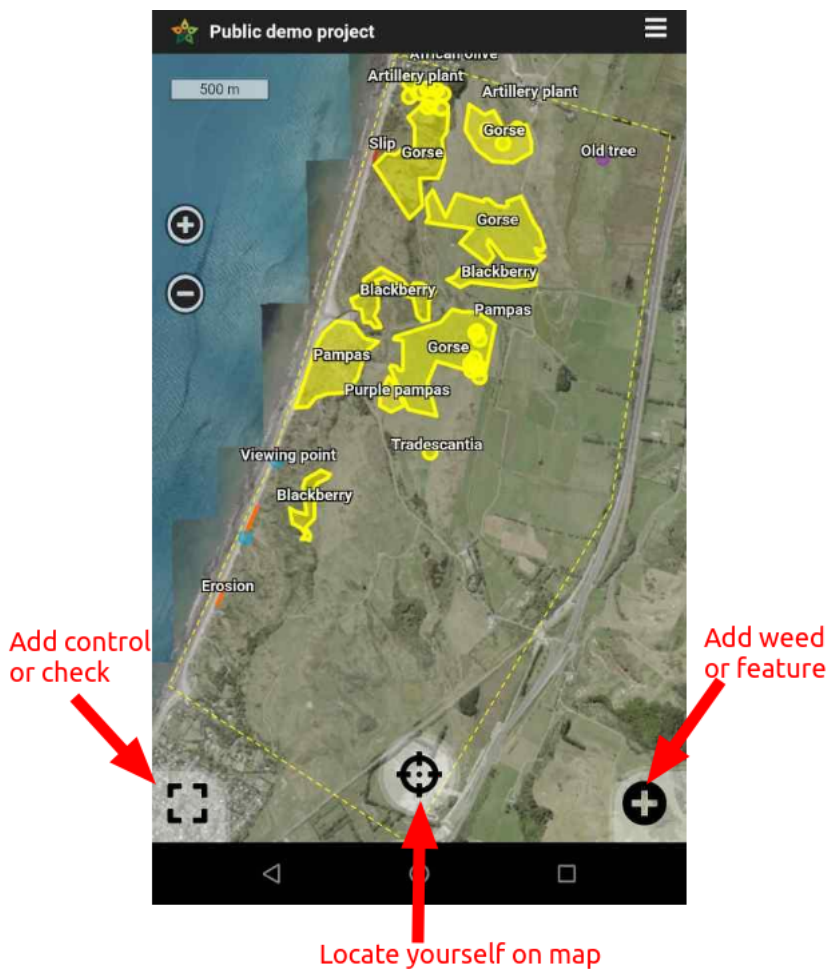 Public demo project
African olive
Artillery plant
500 m
Artillery plant
Slip
Gorse
Gorse
Old tree
Gorse
Blackberry
Blackberry
Pampas
Pampas
Gorse
Purple pampas
Tradescantia
Viewing point
Blackberry
Erosion
Add control
or check
Add weed
or feature
Locate yourself on map